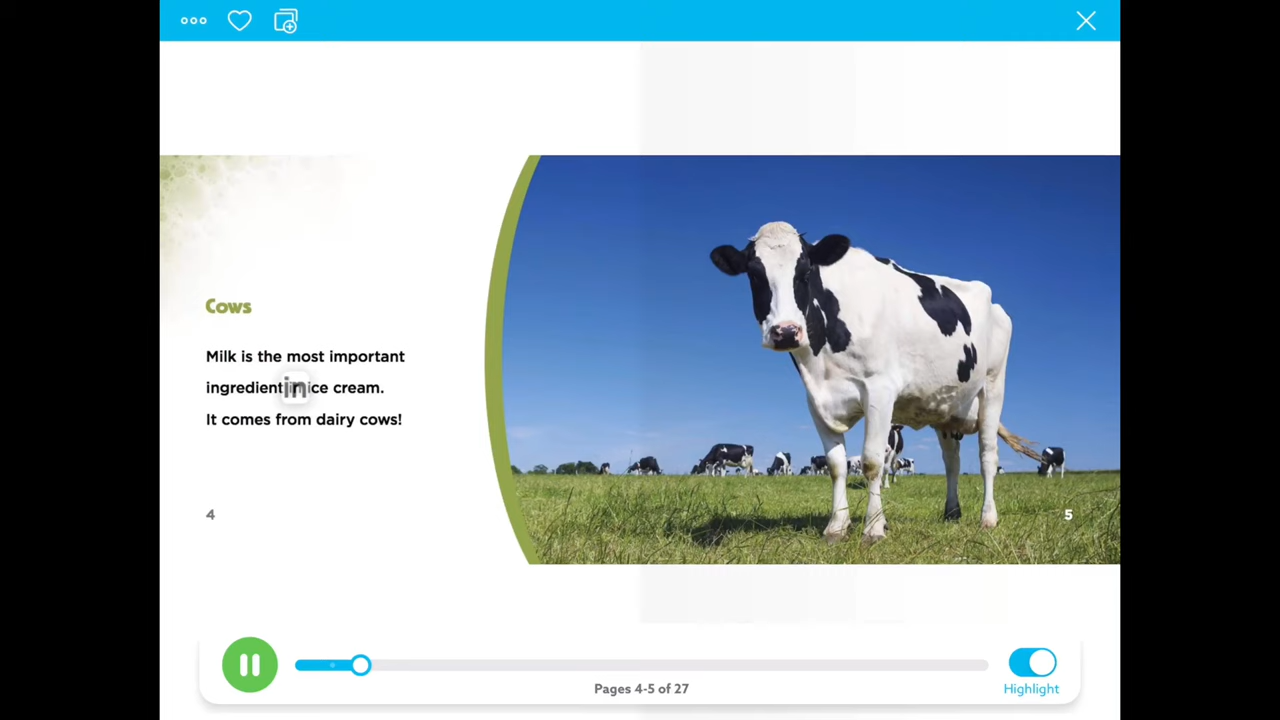 Cows
Milk is the most important
ingredient in ice cream.
It comes from dairy cows!
4
5
Pages 4-5 of 27
Highlight